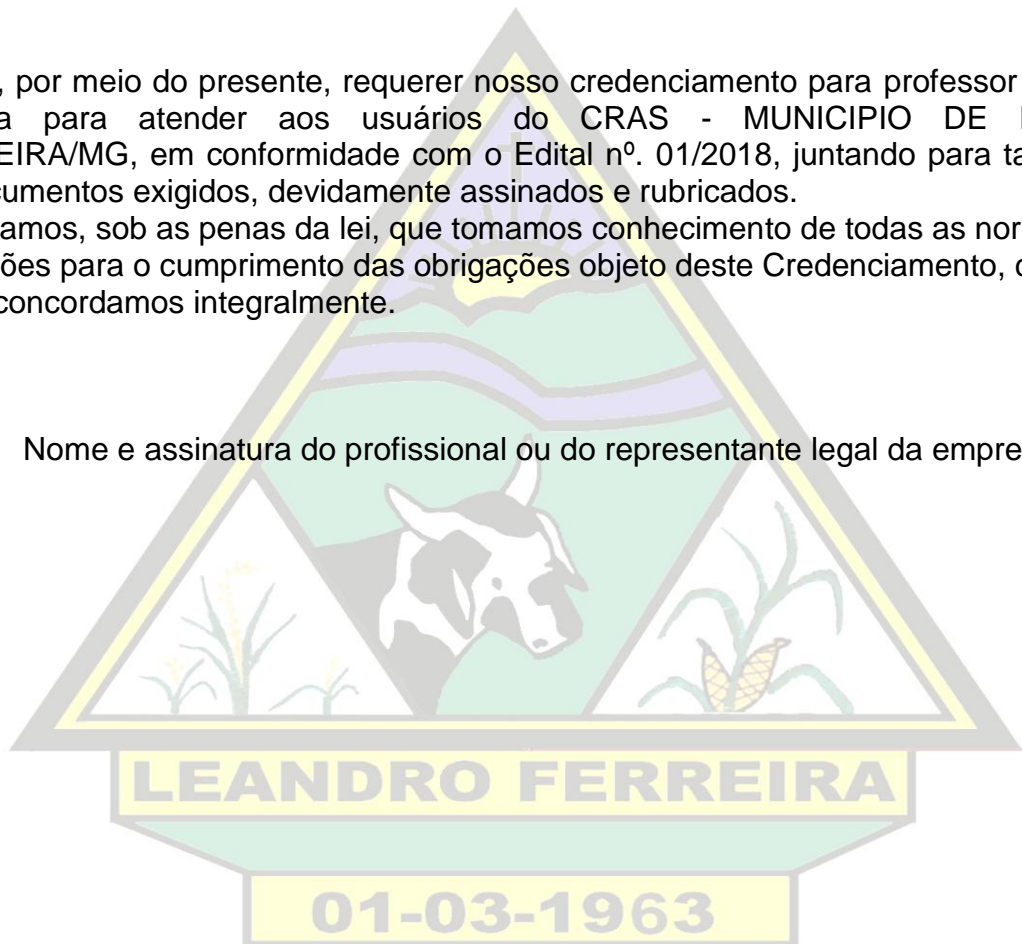 , por meio do presente, requerer nosso credenciamento para professor
a para atender aos usuários do CRAS - MUNICIPIO DE
EIRA/MG, em conformidade com o Edital nº. 01/2018, juntando para ta
cumentos exigidos, devidamente assinados e rubricados.
amos, sob as penas da lei, que tomamos conhecimento de todas as nor
ões para o cumprimento das obrigações objeto deste Credenciamento,
concordamos integralmente.
Nome e assinatura do profissional ou do representante legal da empre
LEANDRO FERREIRA
01-03-1963